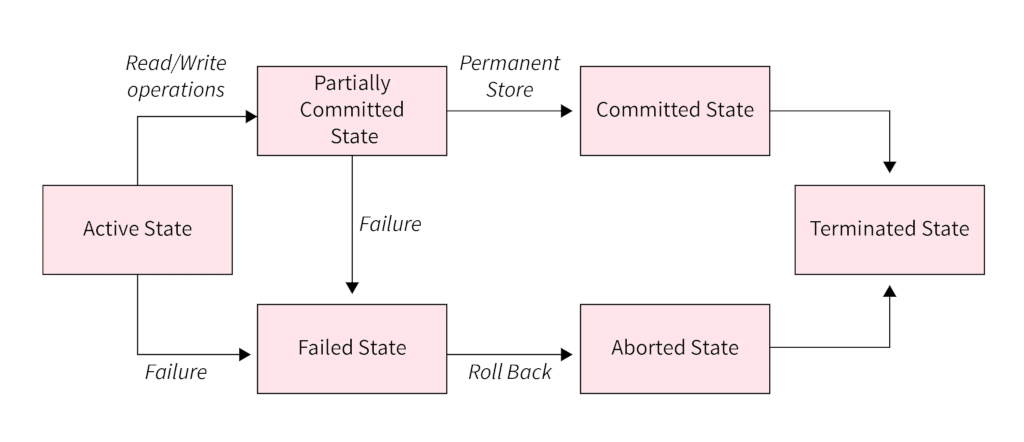 Read/Write
operations
Partially
Committed
State
Permanent
Store
Committed State
Active State
Failure
Terminated State
Failure
Failed State
Roll Back
Aborted State